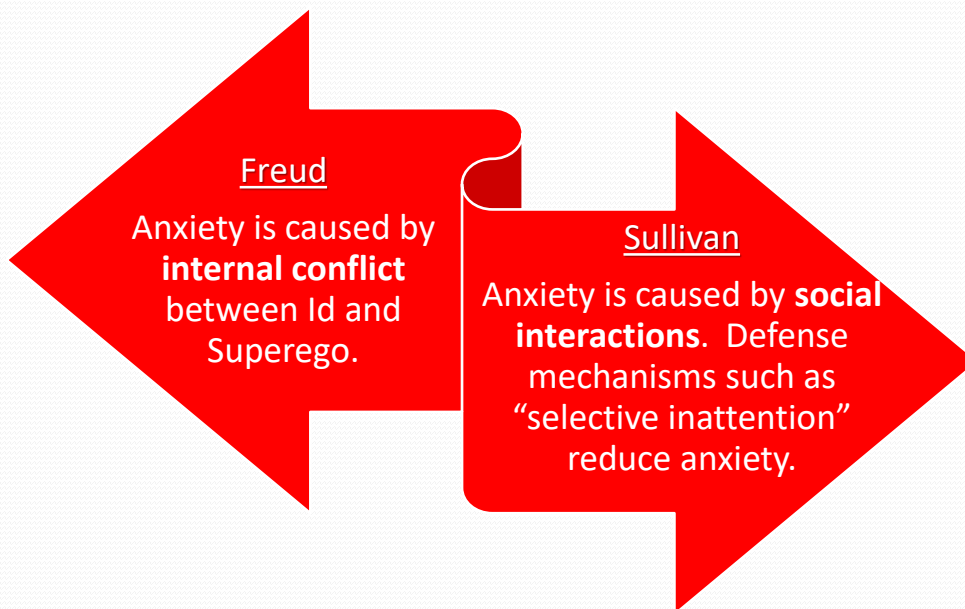 Freud
Anxiety is caused by
internal conflict
between Id and
Superego.
Sullivan
Anxiety is caused by social
interactions.  Defense
mechanisms such as
“selective inattention”
reduce anxiety.